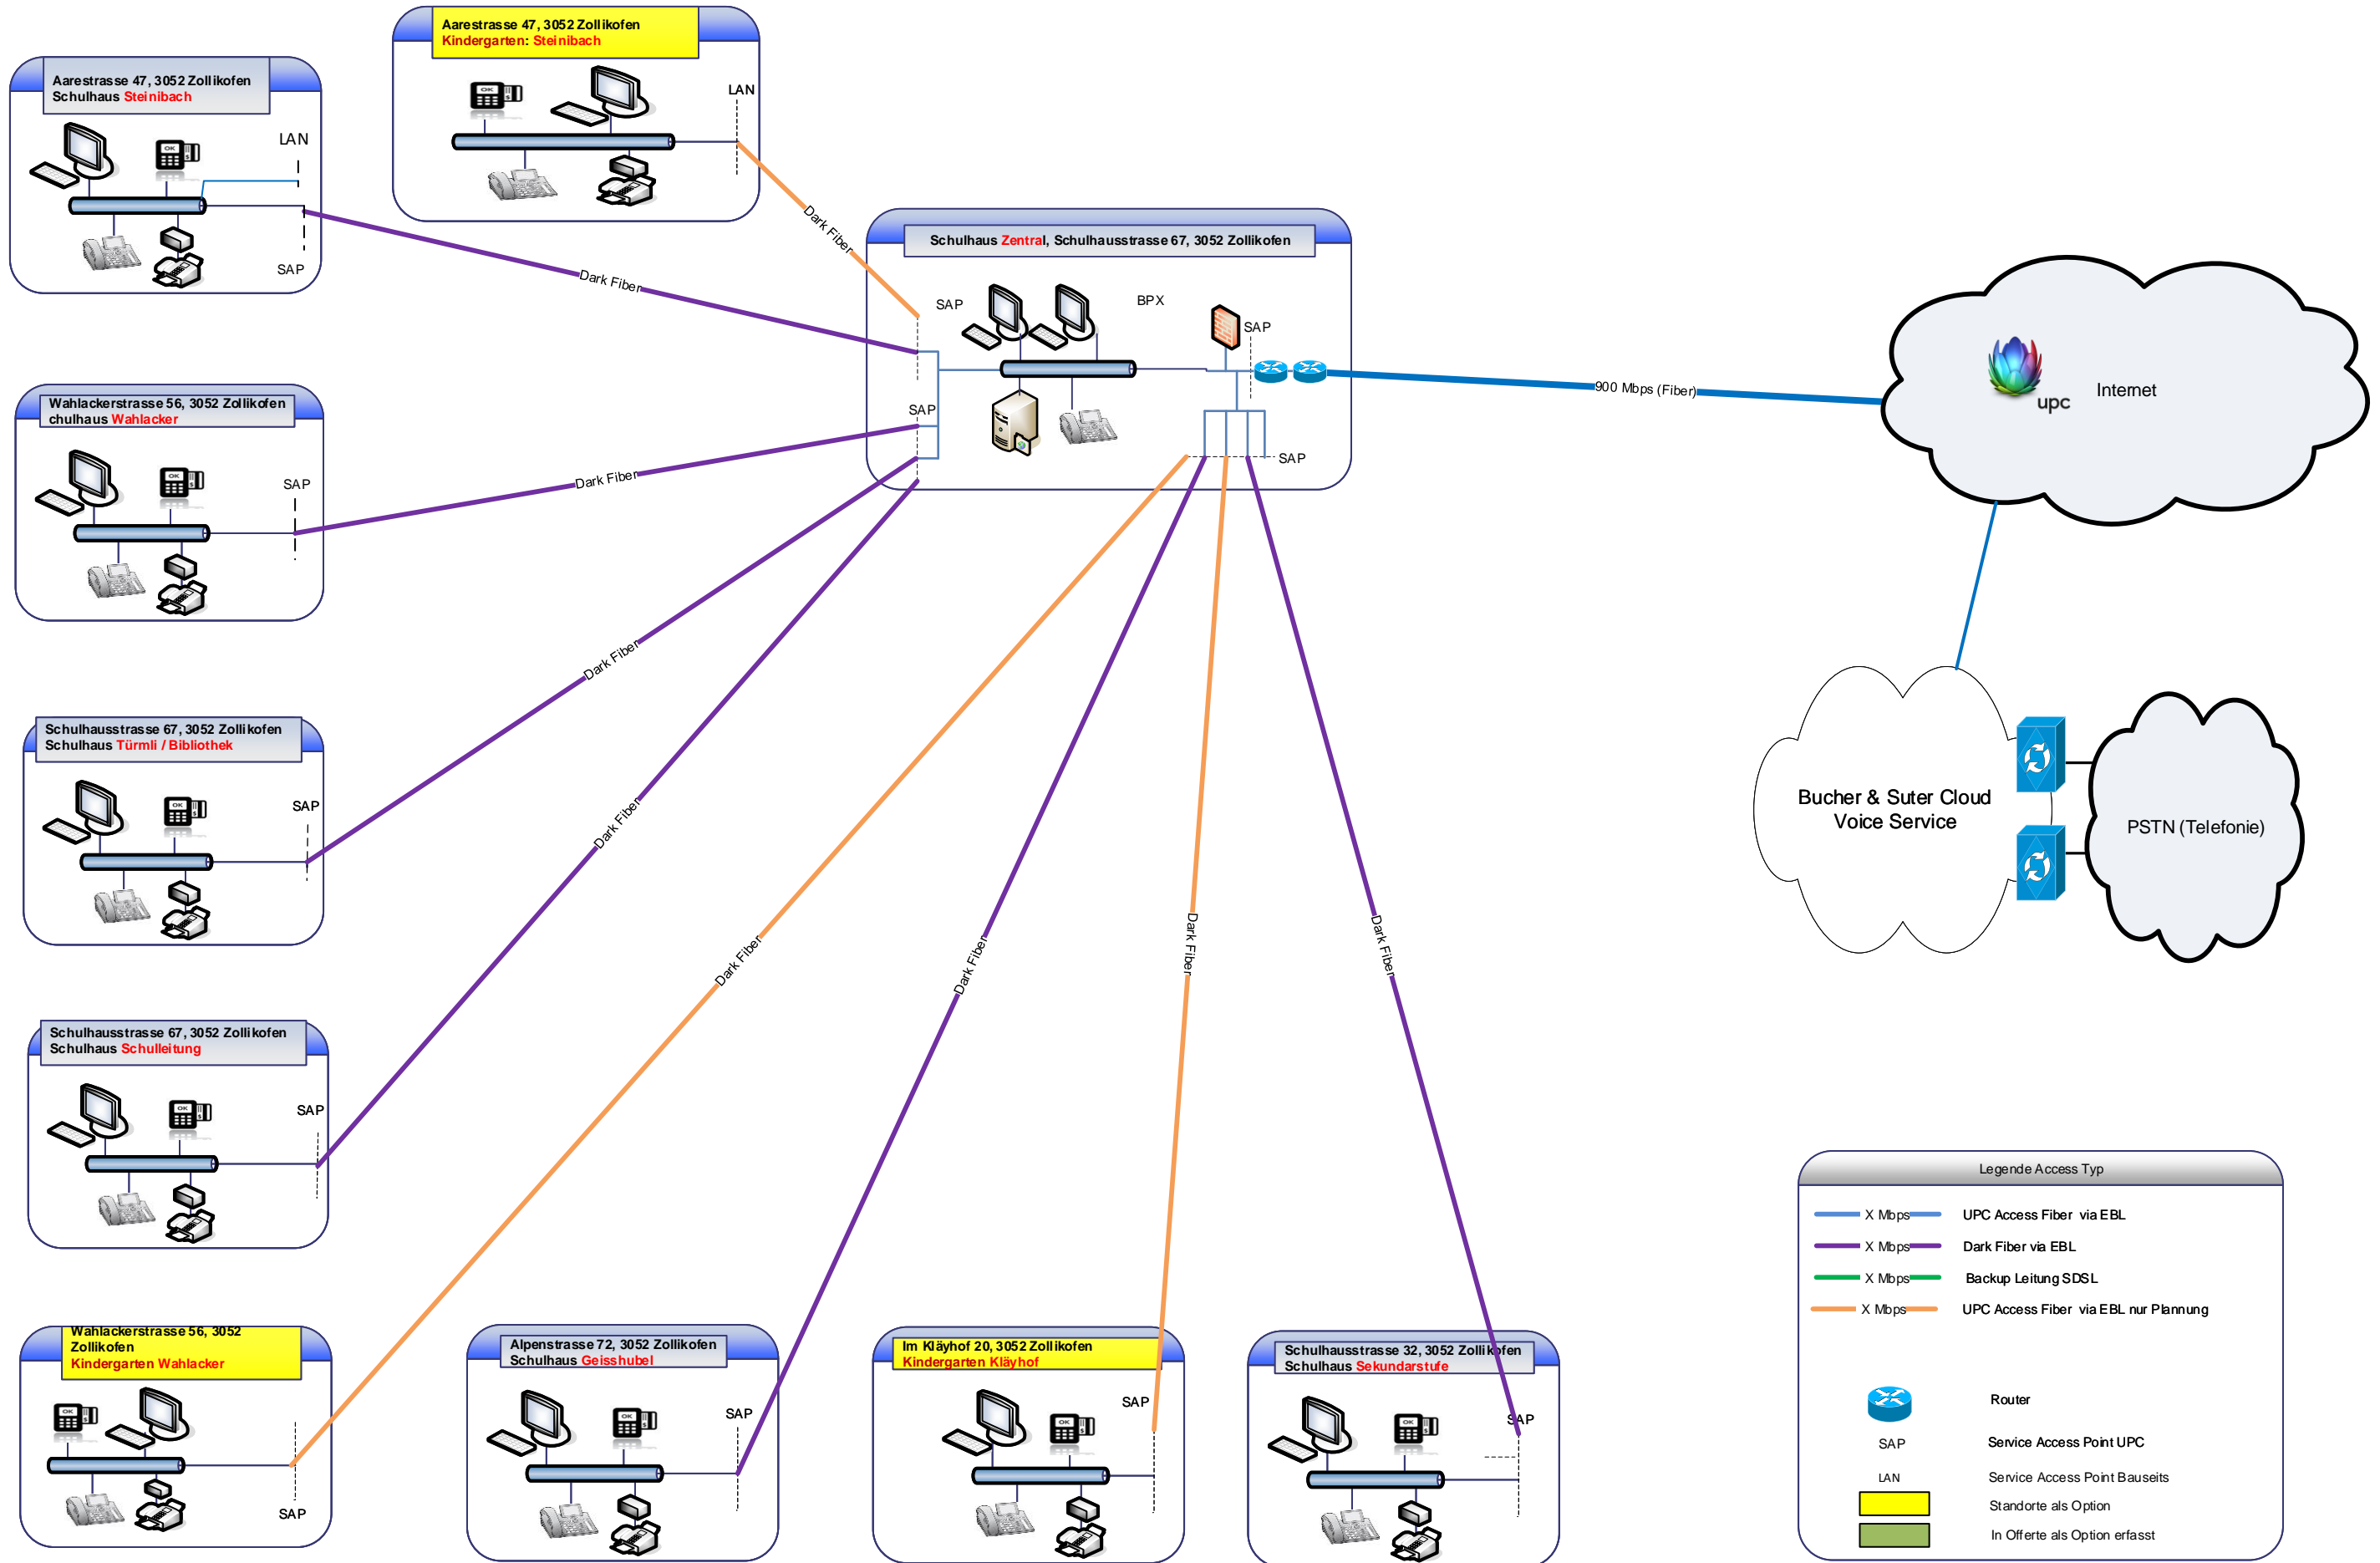 Aarestrasse 47, 3052 Zollikofen
Kindergarten: Steinibach
LAN
Dark Fiber
Aarestrasse 47, 3052 Zollikofen
Schulhaus Steinibach
LAN
SAP
Dark Fiber
Schulhaus Zentral, Schulhausstrasse 67, 3052 Zollikofen
SAP
BPX
SAP
SAP
SAP
900 Mbps (Fiber)
upc
Internet
Wahlackerstrasse 56, 3052 Zollikofen
chulhaus Wahlacker
SAP
Dark Fiber
Schulhausstrasse 67, 3052 Zollikofen
Schulhaus Türmli / Bibliothek
SAP
Dark Fiber
Bucher & Suter Cloud
Voice Service
PSTN (Telefonie)
Schulhausstrasse 67, 3052 Zollikofen
Schulhaus Schulleitung
SAP
Dark Fiber
Dark Fiber
Dark Fiber
Dark Fiber
Dark Fiber
Wahlackerstrasse 56, 3052
Zollikofen
Kindergarten Wahlacker
SAP
Alpenstrasse 72, 3052 Zollikofen
Schulhaus Geisshubel
SAP
Im Kläyhof 20, 3052 Zollikofen
Kindergarten Kläyhof
SAP
Schulhausstrasse 32, 3052 Zollikofen
Schulhaus Sekundarstufe
SAP
Legende Access Typ
X Mbps UPC Access Fiber via EBL
X Mbps Dark Fiber via EBL
X Mbps Backup Leitung SDSL
X Mbps UPC Access Fiber via EBL nur Plannung
Router
SAP Service Access Point UPC
LAN Service Access Point Bauseits
Standorte als Option
In Offerte als Option erfasst